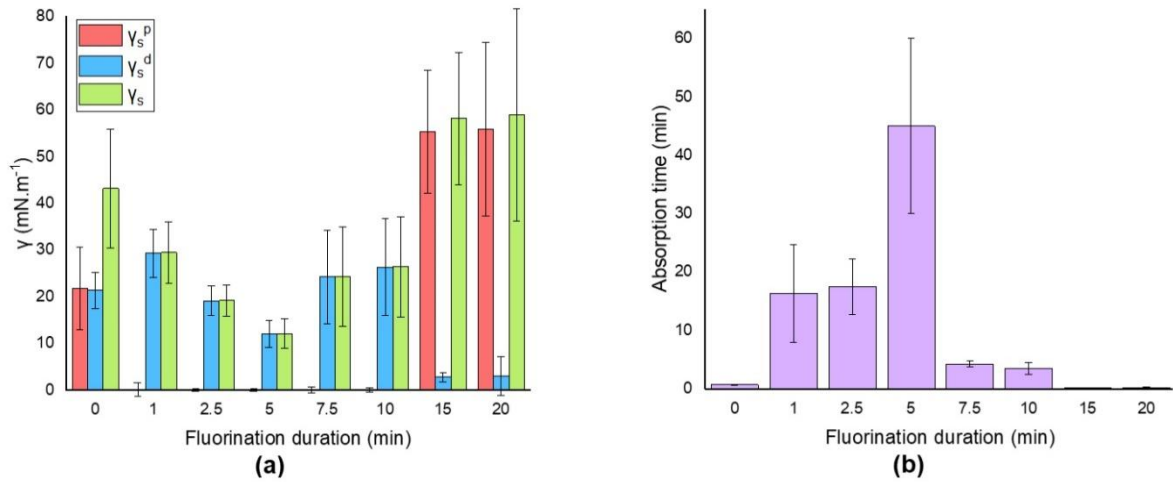 80
70
60
50
40
30
20
10
0
γ (mN.m⁻¹)
γₛᵖ
γₛᵈ
γₛ
0 1 2.5 5 7.5 10 15 20
Fluorination duration (min)
(a)
60
50
40
30
20
10
0
Absorption time (min)
0 1 2.5 5 7.5 10 15 20
Fluorination duration (min)
(b)